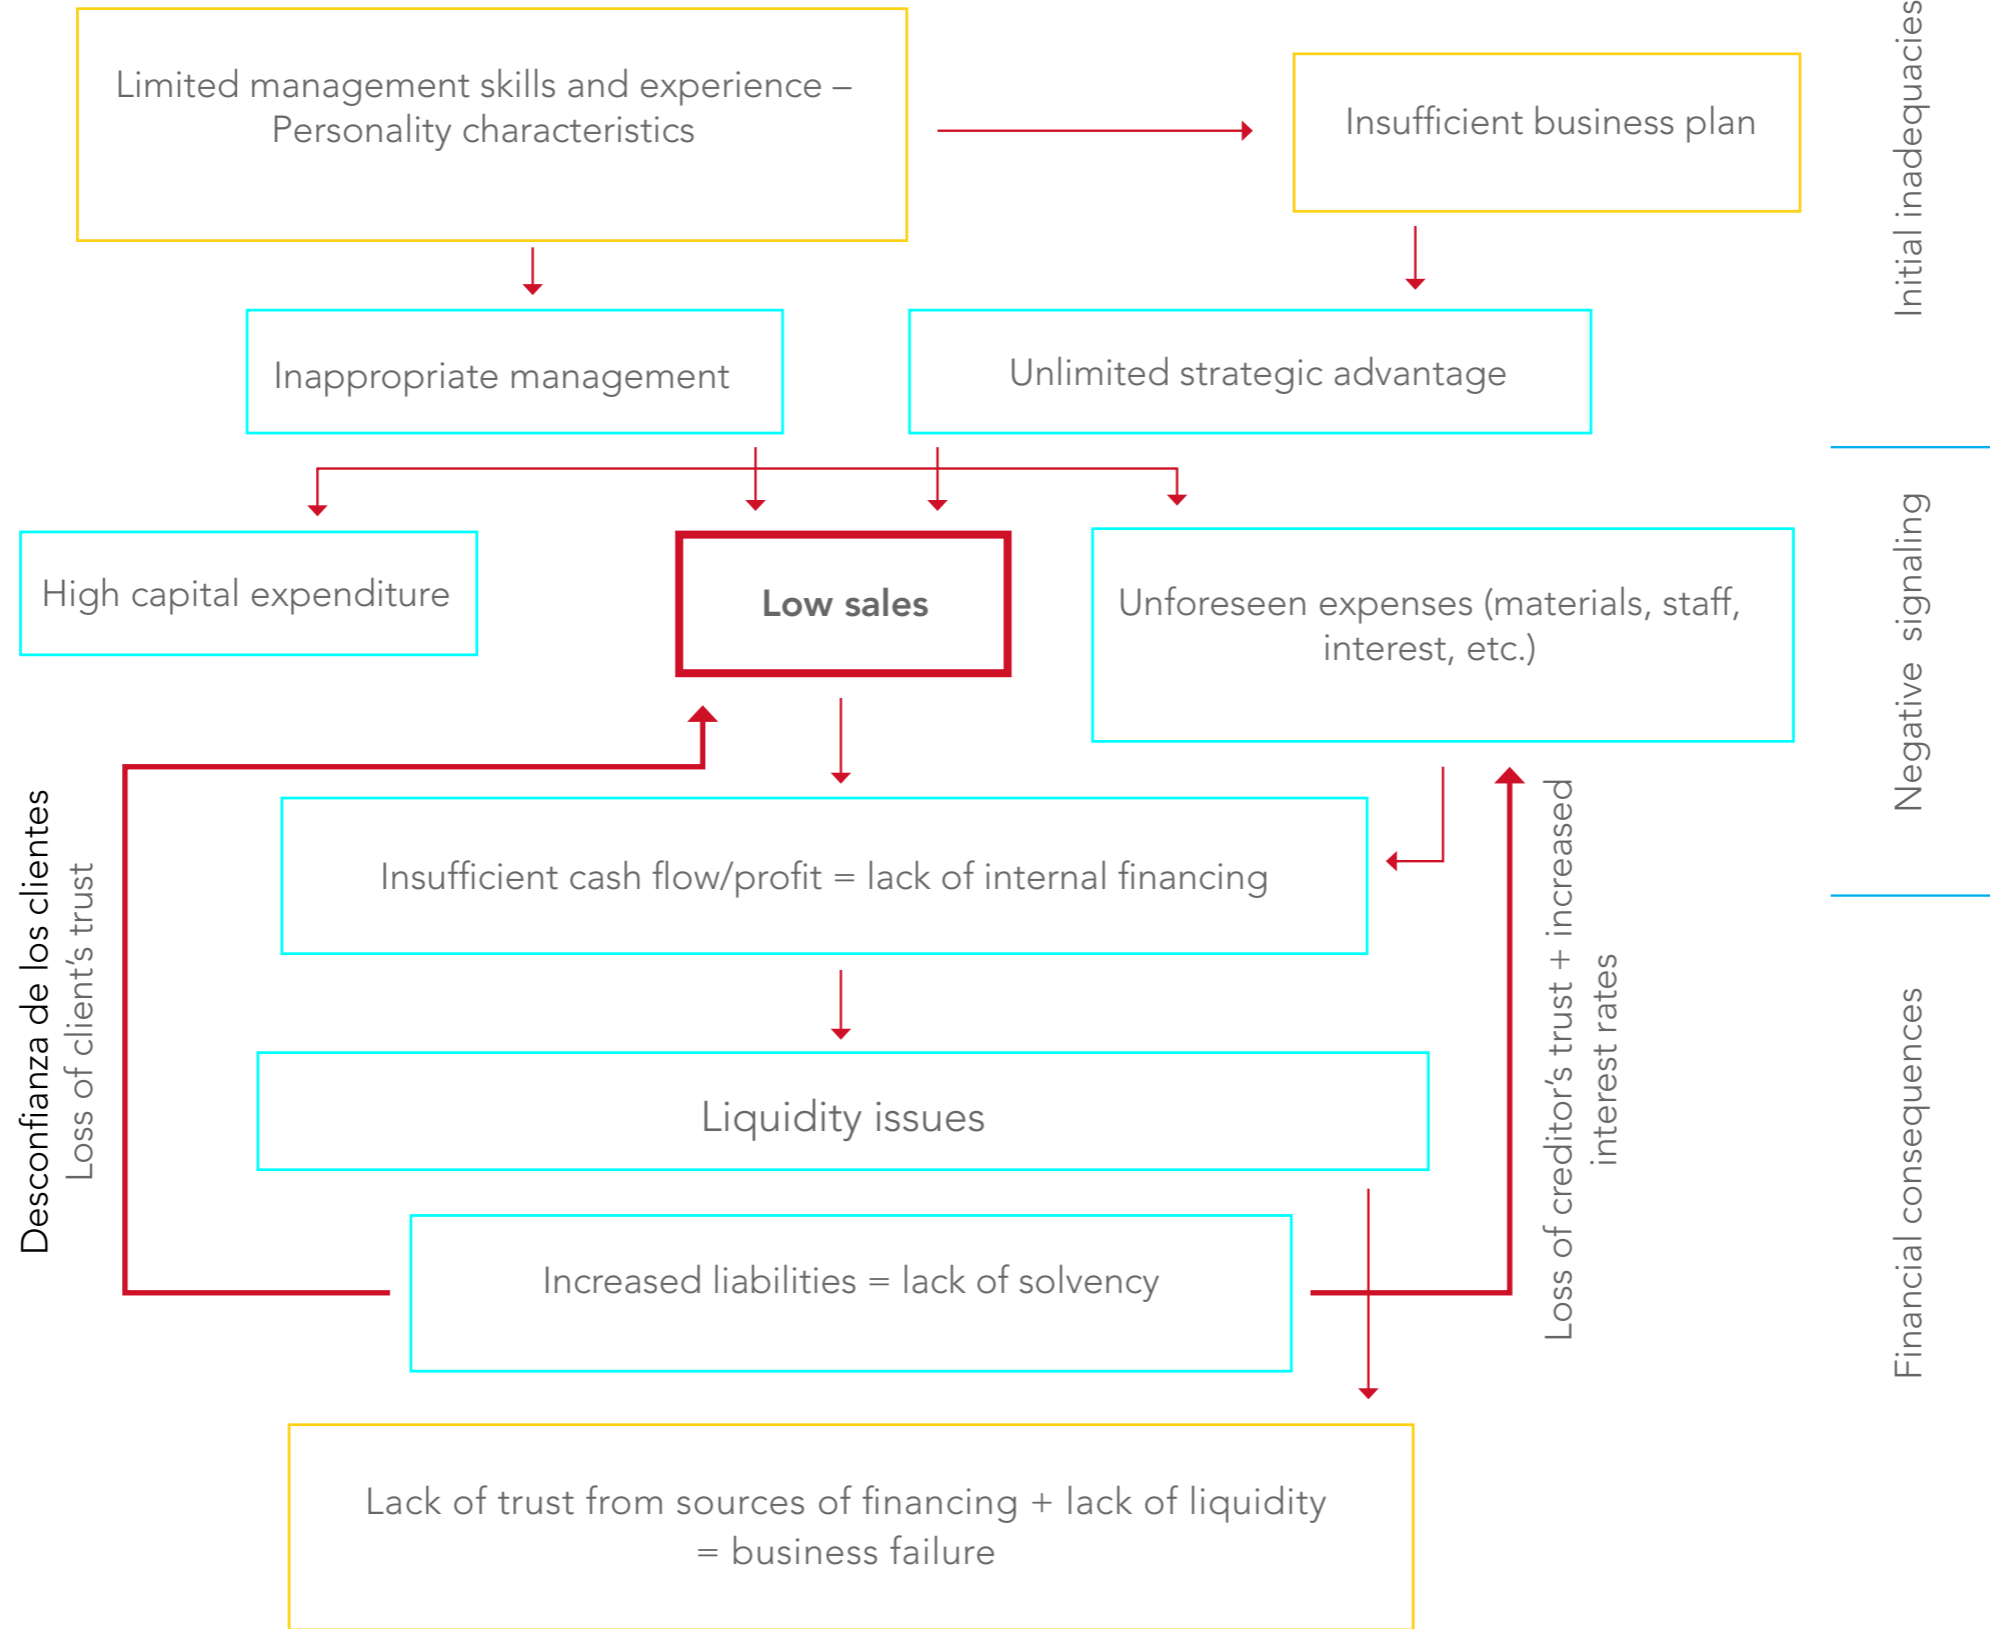 Limited management skills and experience –
Personality characteristics
Insufficient business plan
Initial inadequacies
Inappropriate management
Unlimited strategic advantage
High capital expenditure
Low sales
Unforeseen expenses (materials, staff,
interest, etc.)
Negative signaling
Desconfianza de los clientes
Loss of client's trust
Insufficient cash flow/profit = lack of internal financing
Loss of creditor's trust + increased
interest rates
Liquidity issues
Increased liabilities = lack of solvency
Financial consequences
Lack of trust from sources of financing + lack of liquidity
= business failure